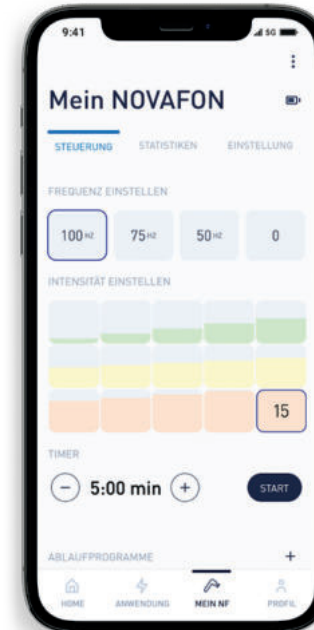 9:41
5G
Mein NOVAFON
STEUERUNG STATISTIKEN EINSTELLUNG
FREQUENZ EINSTELLEN
100 HZ 75 HZ 50 HZ 0
INTENSITÄT EINSTELLEN
15
TIMER
− 5:00 min + START
ABLAUFPROGRAMME +
HOME ANWENDUNG MEIN NF PROFIL